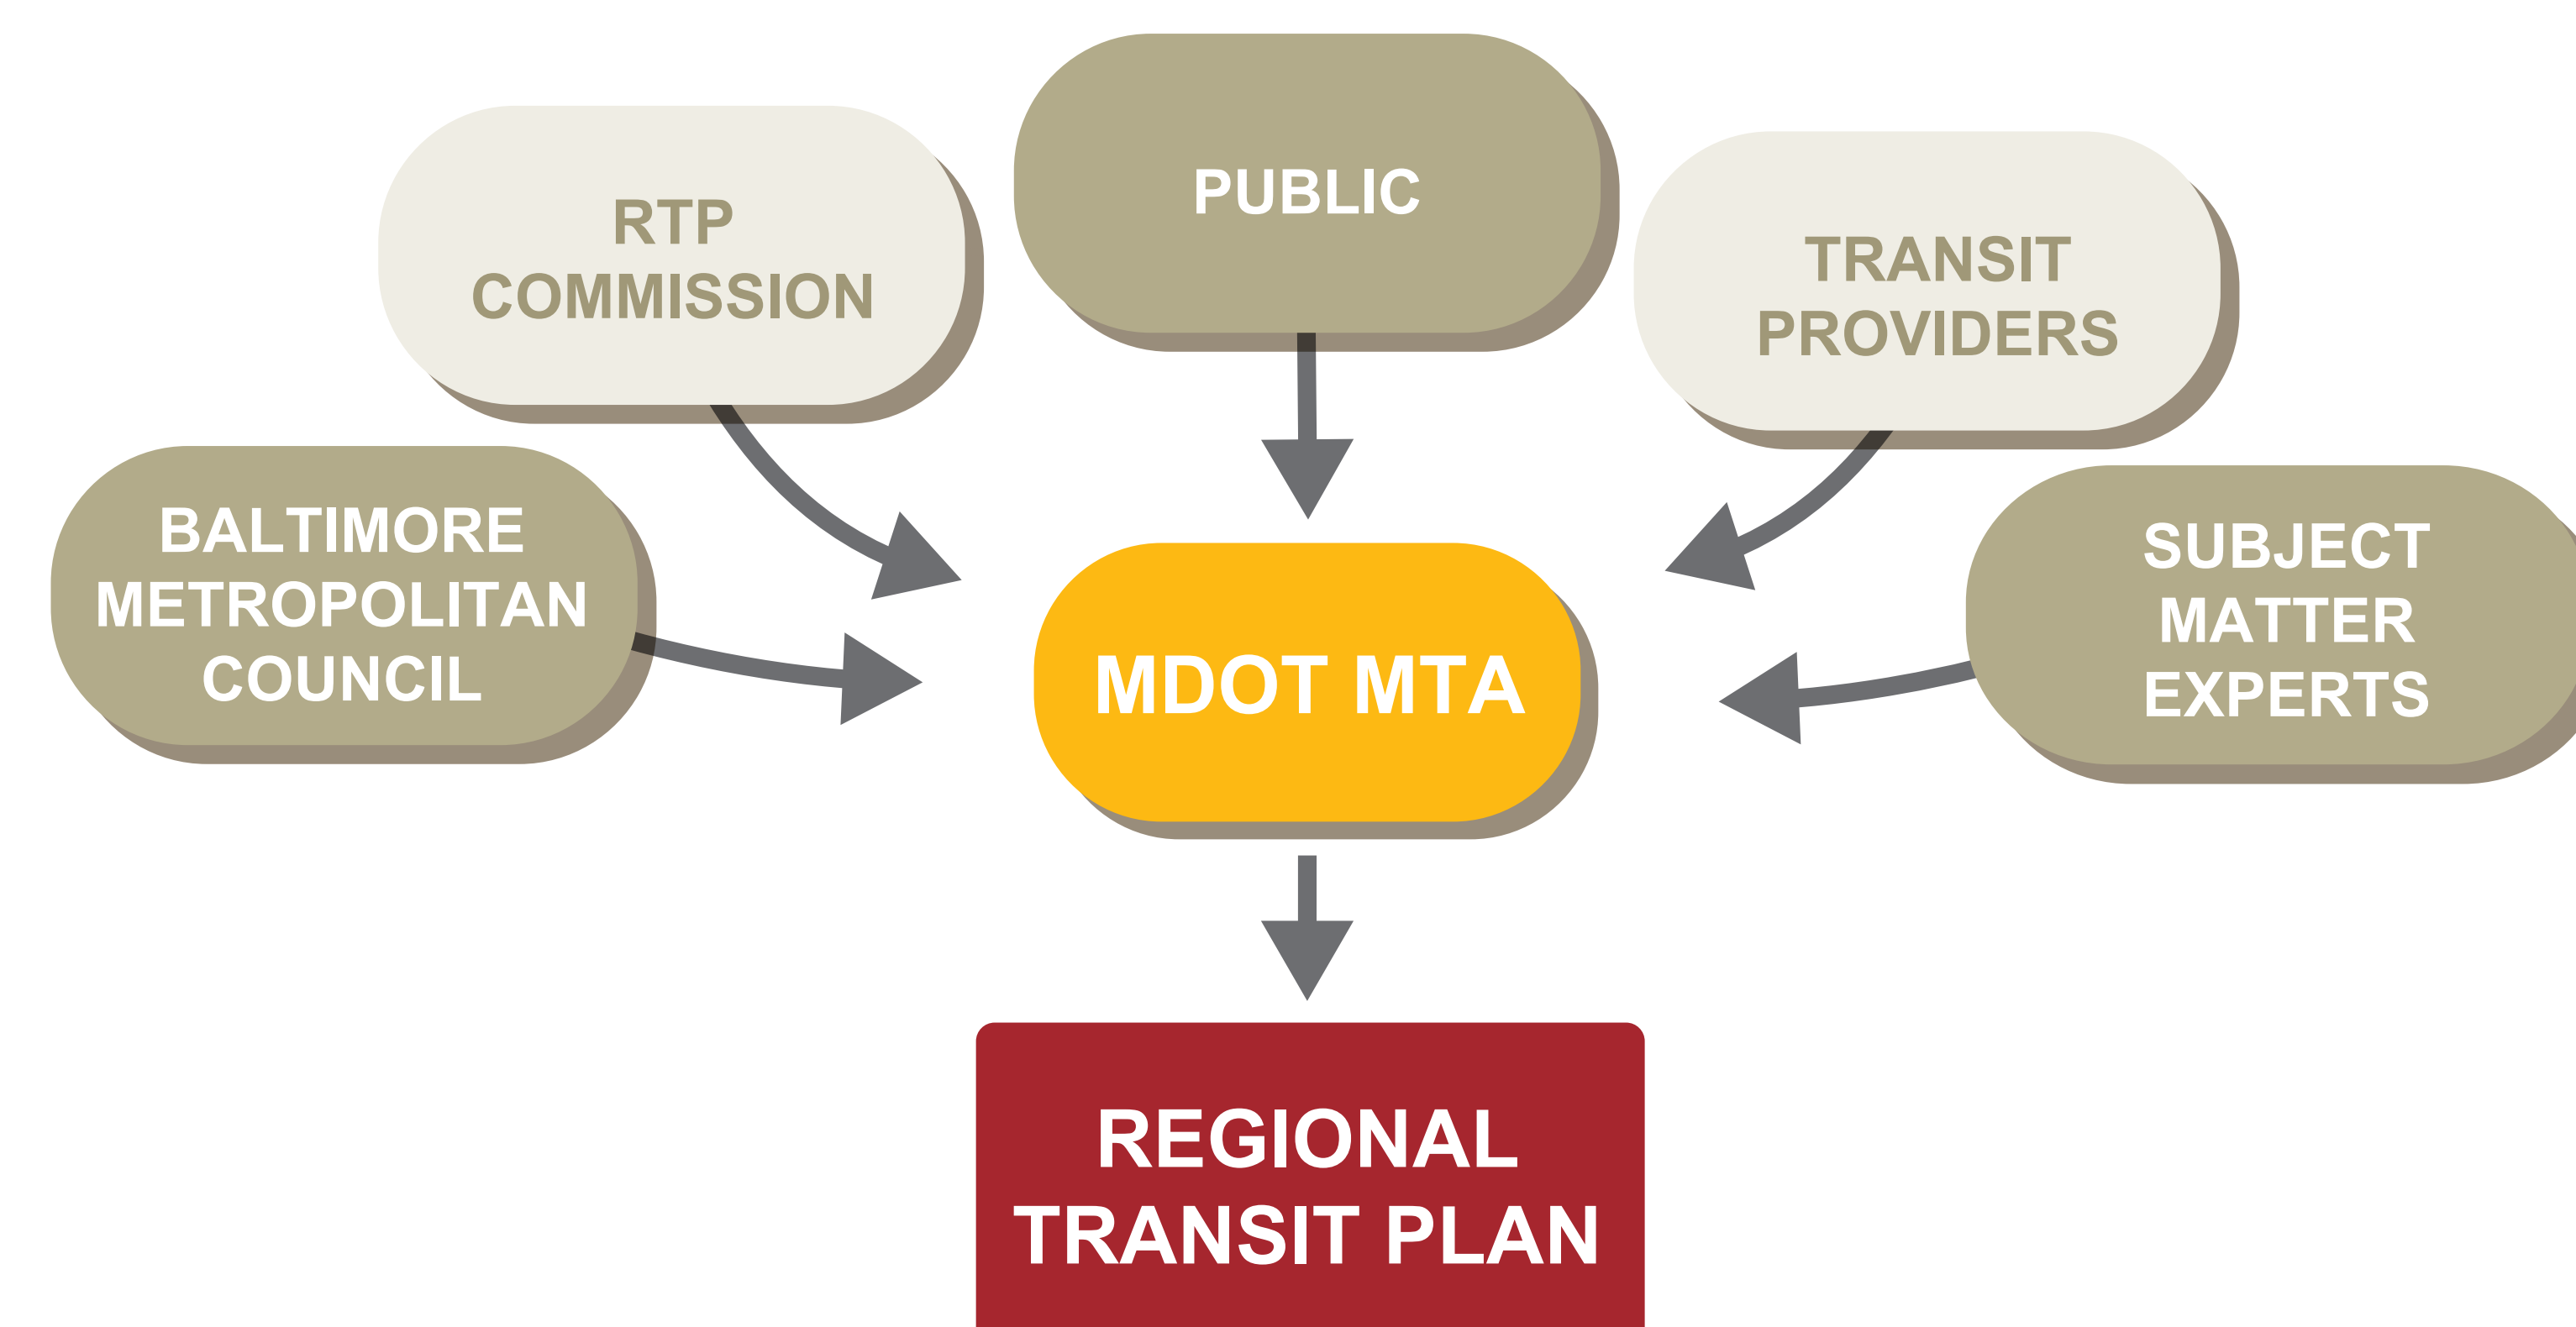 PUBLIC
RTP
COMMISSION
TRANSIT
PROVIDERS
BALTIMORE
METROPOLITAN
COUNCIL
SUBJECT
MATTER
EXPERTS
MDOT MTA
REGIONAL
TRANSIT PLAN